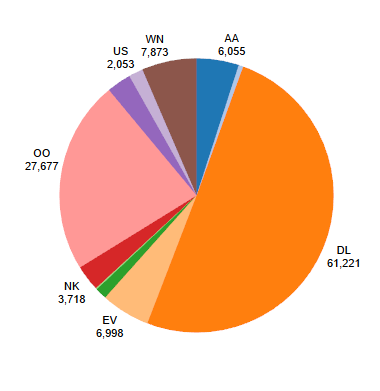 WN
7,873
AA
6,055
US
2,053
OO
27,677
DL
61,221
NK
3,718
EV
6,998